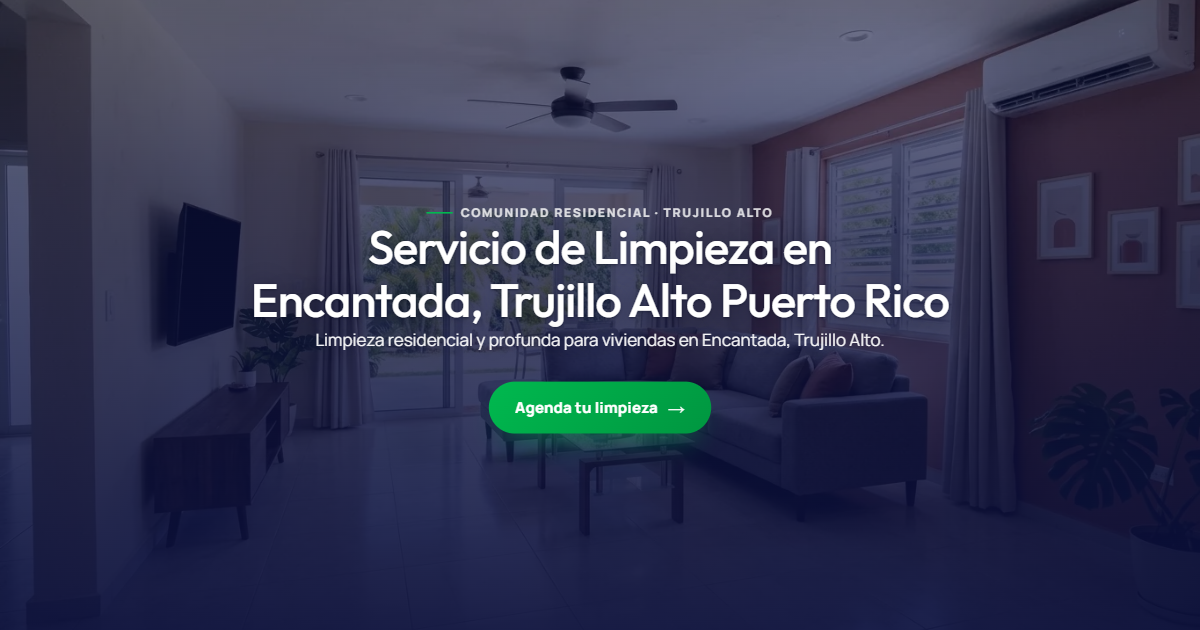 COMUNIDAD RESIDENCIAL · TRUJILLO ALTO
Servicio de Limpieza en
Encantada, Trujillo Alto Puerto Rico
Limpieza residencial y profunda para viviendas en Encantada, Trujillo Alto.
Agenda tu limpieza →